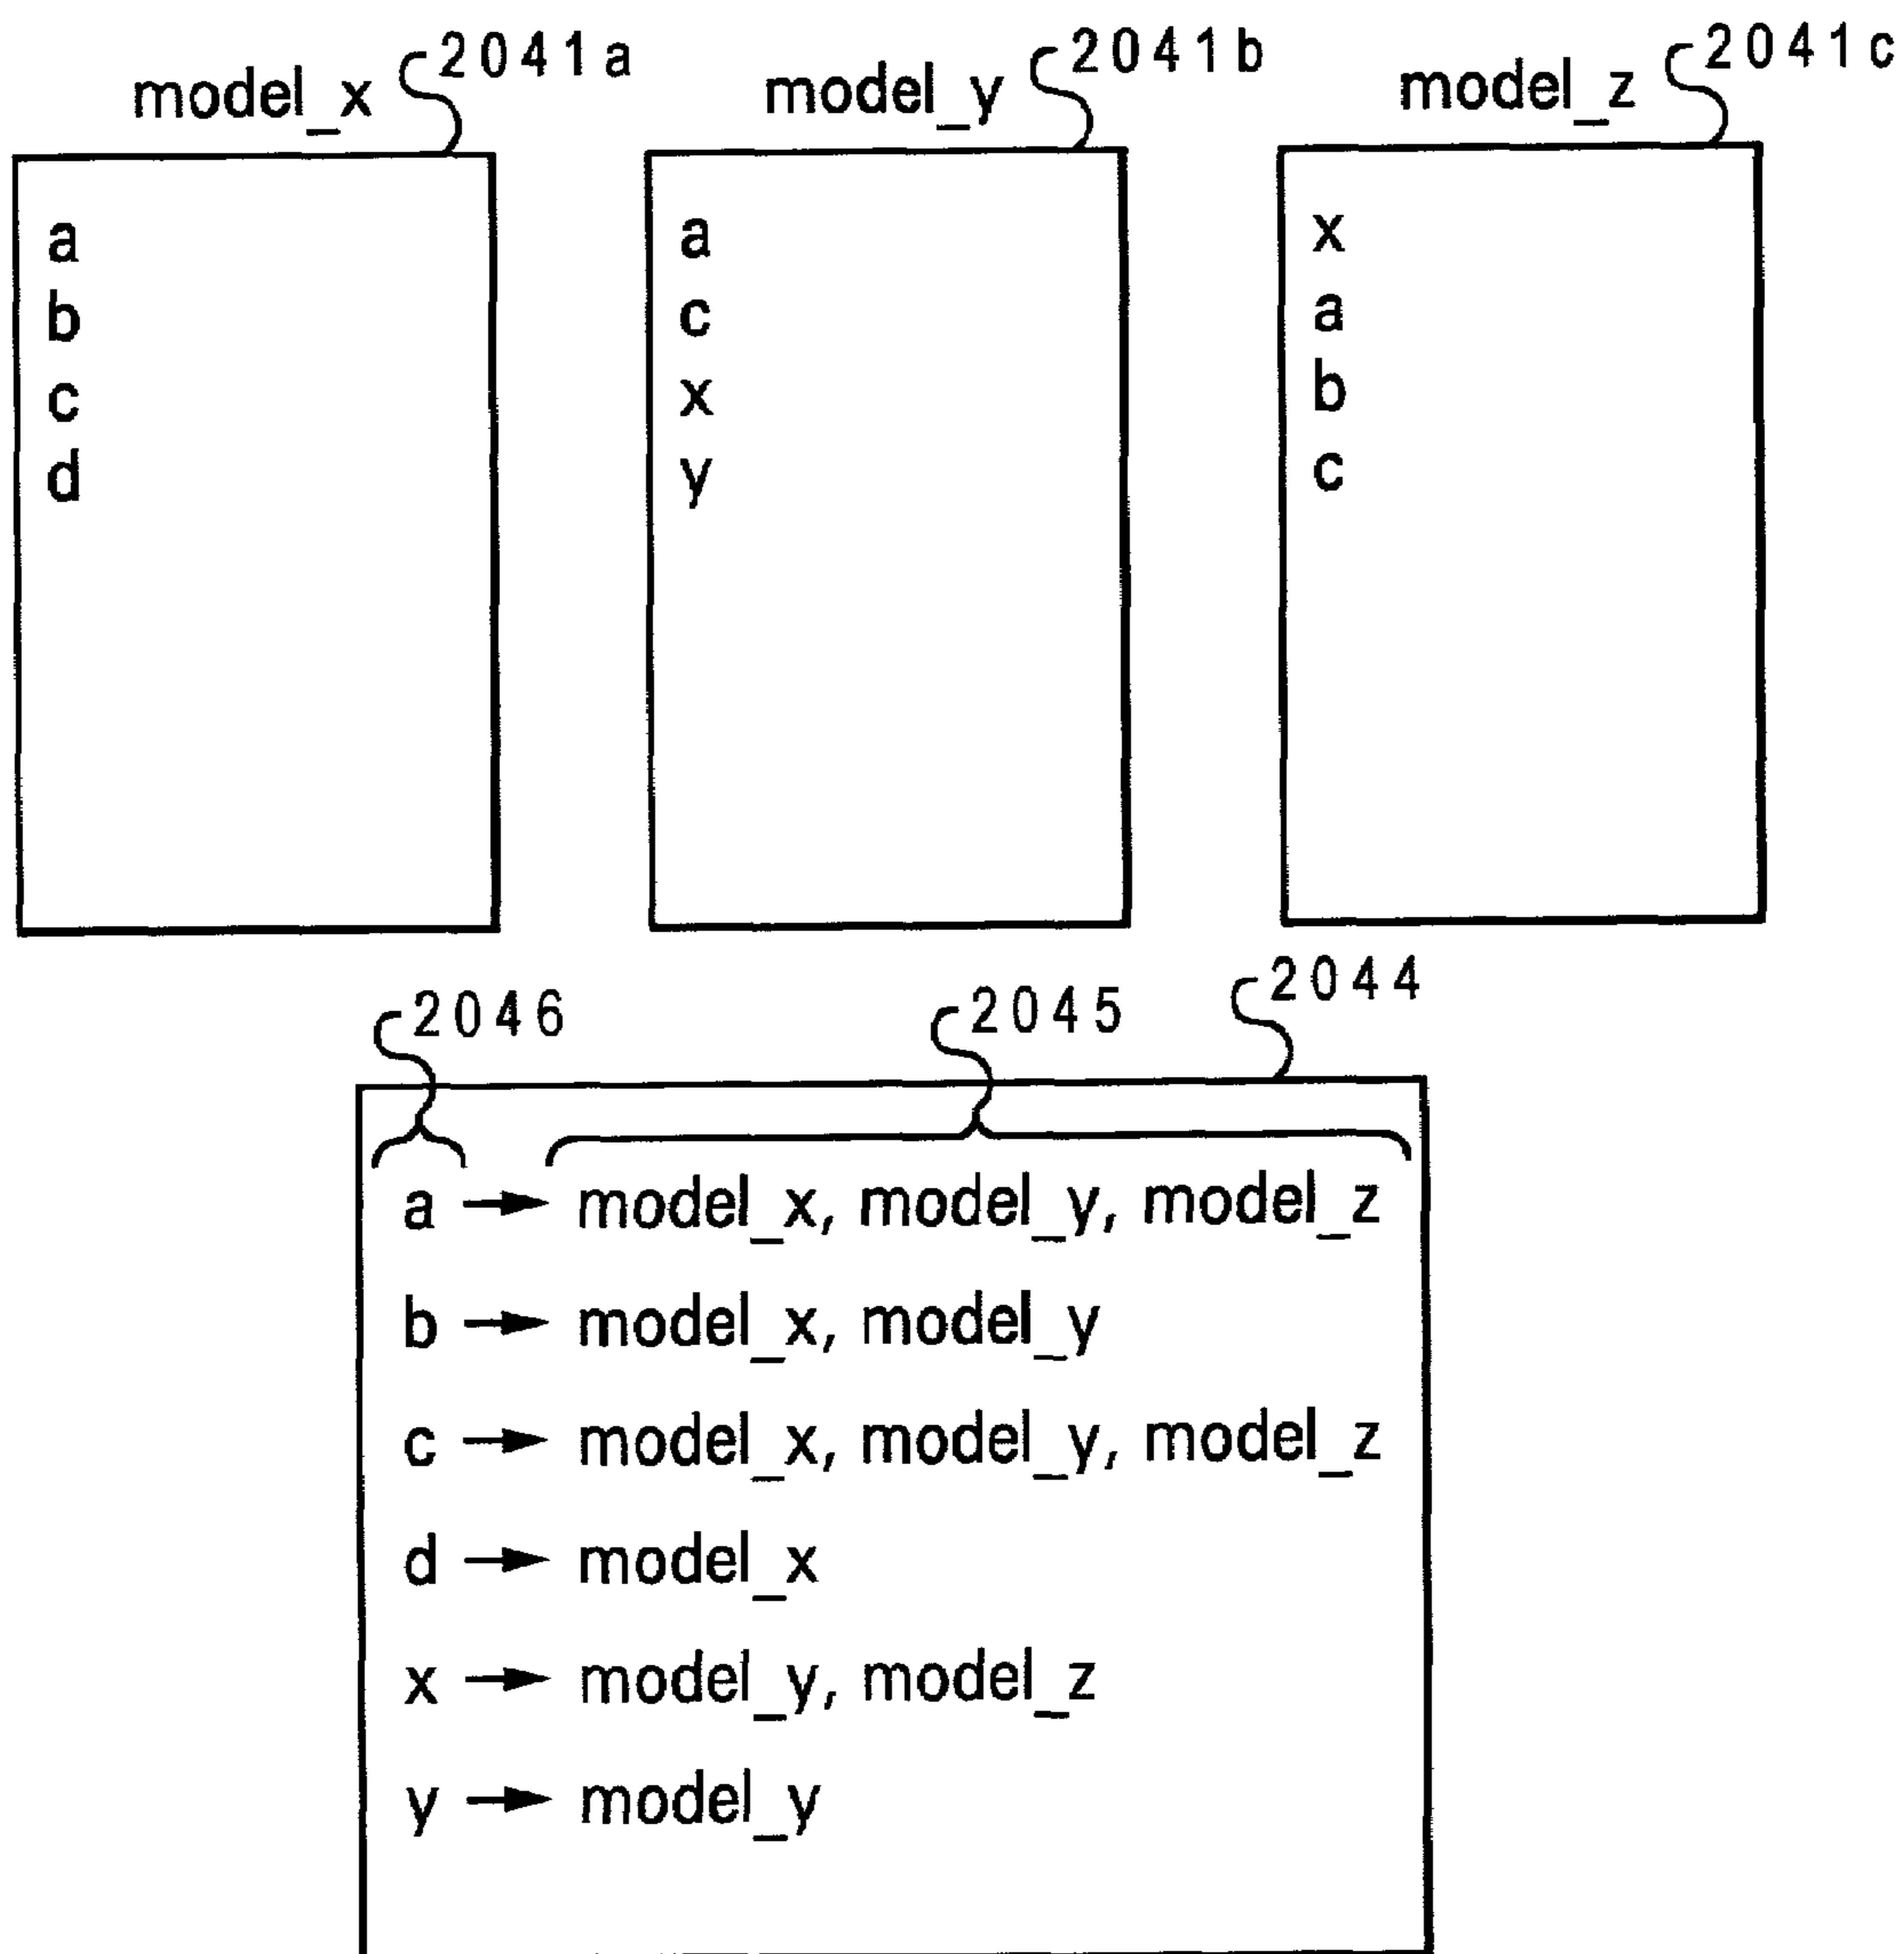 model_x 2041a
a
b
c
d
model_y 2041b
a
c
x
y
model_z 2041c
x
a
b
c
2046 2045 2044
a → model_x, model_y, model_z
b → model_x, model_y
c → model_x, model_y, model_z
d → model_x
x → model_y, model_z
y → model_y